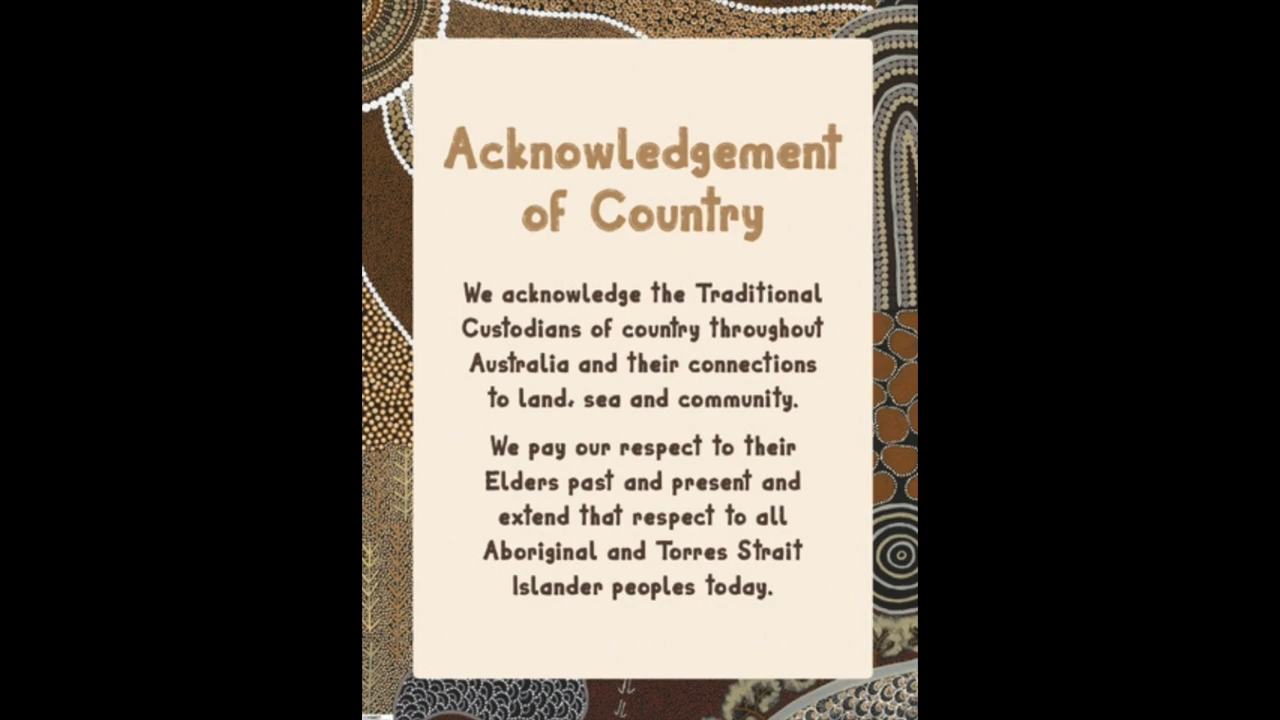 Acknowledgement
of Country
We acknowledge the Traditional
Custodians of country throughout
Australia and their connections
to land, sea and community.
We pay our respect to their
Elders past and present and
extend that respect to all
Aboriginal and Torres Strait
Islander peoples today.